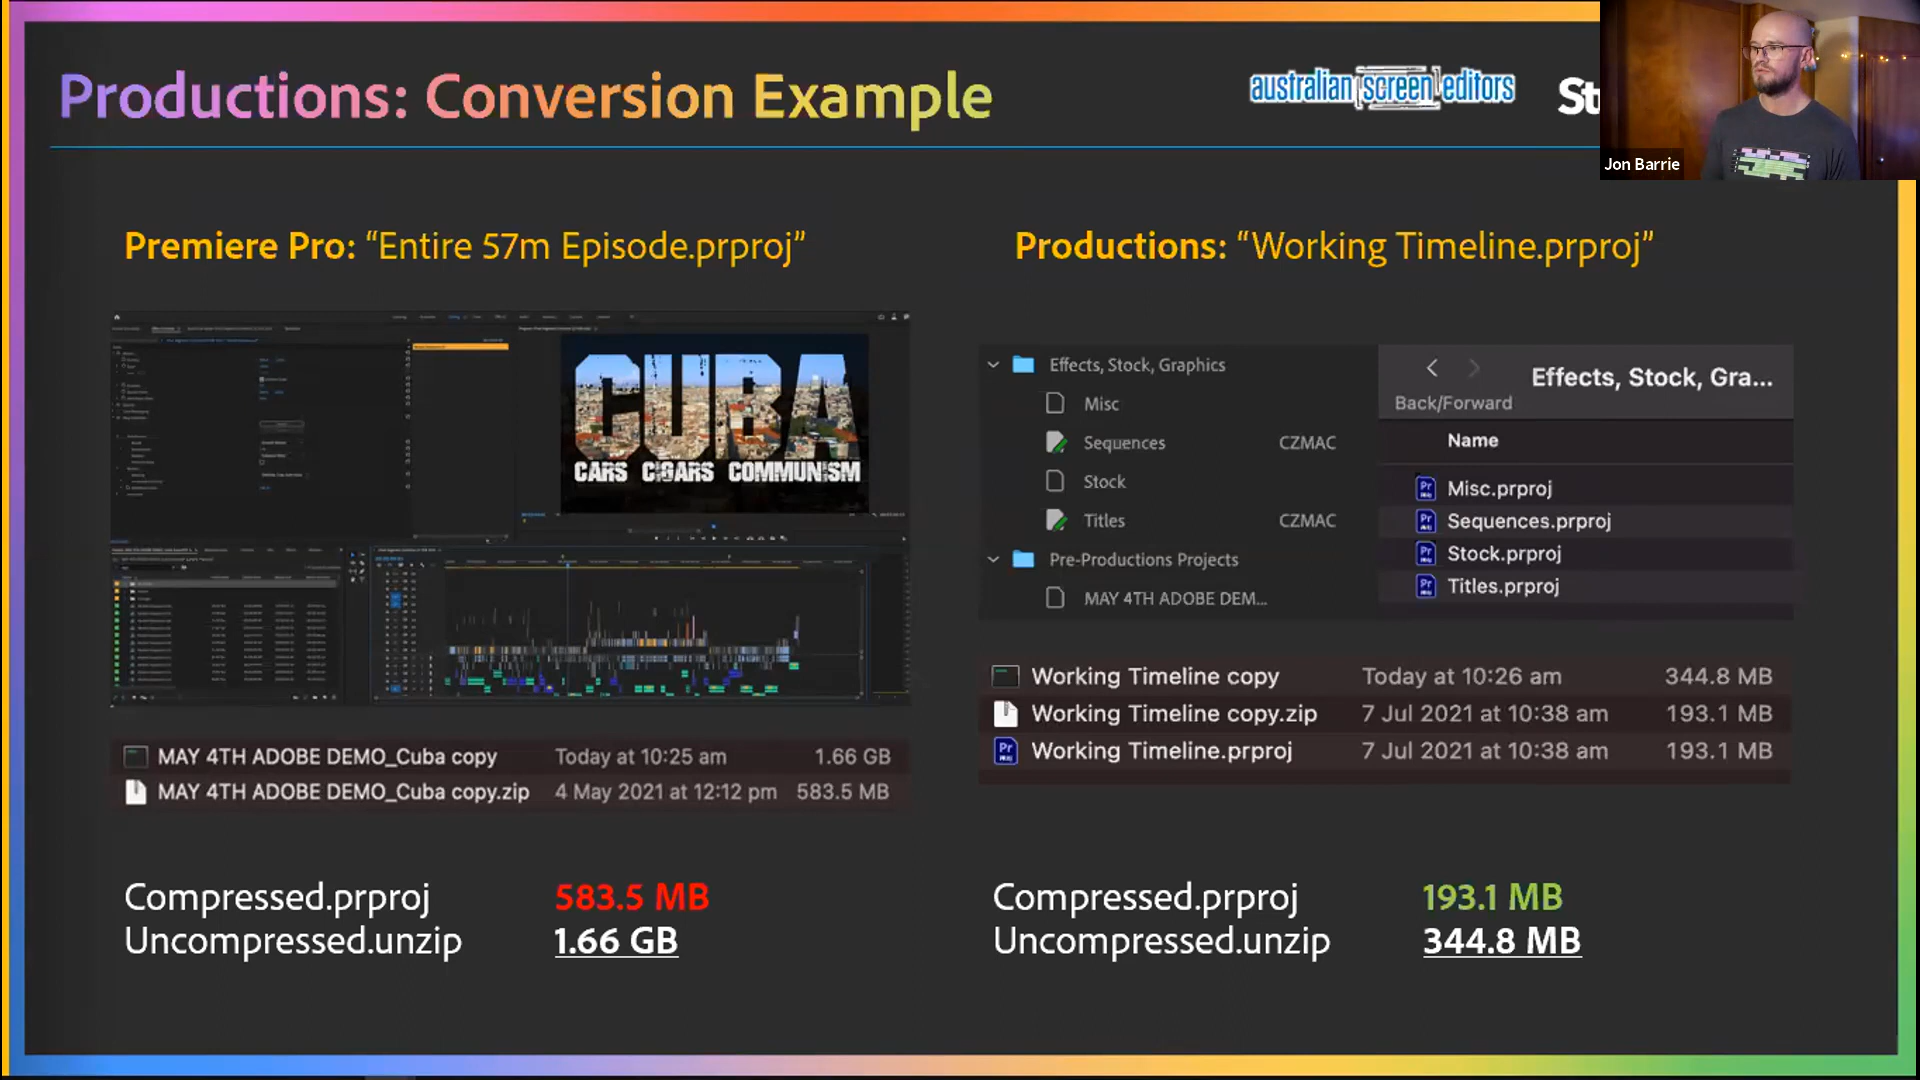 Productions: Conversion Example
australian screen editors
St
Jon Barrie
Premiere Pro: “Entire 57m Episode.prproj”
CUBA
CARS CIGARS COMMUNISM
MAY 4TH ADOBE DEMO_Cuba copy Today at 10:25 am 1.66 GB
MAY 4TH ADOBE DEMO_Cuba copy.zip 4 May 2021 at 12:12 pm 583.5 MB
Compressed.prproj 583.5 MB
Uncompressed.unzip 1.66 GB
Productions: “Working Timeline.prproj”
Effects, Stock, Graphics
Misc
Sequences CZMAC
Stock
Titles CZMAC
Pre-Productions Projects
MAY 4TH ADOBE DEM...
Effects, Stock, Gra...
Back/Forward
Name
Misc.prproj
Sequences.prproj
Stock.prproj
Titles.prproj
Working Timeline copy Today at 10:26 am 344.8 MB
Working Timeline copy.zip 7 Jul 2021 at 10:38 am 193.1 MB
Working Timeline.prproj 7 Jul 2021 at 10:38 am 193.1 MB
Compressed.prproj 193.1 MB
Uncompressed.unzip 344.8 MB